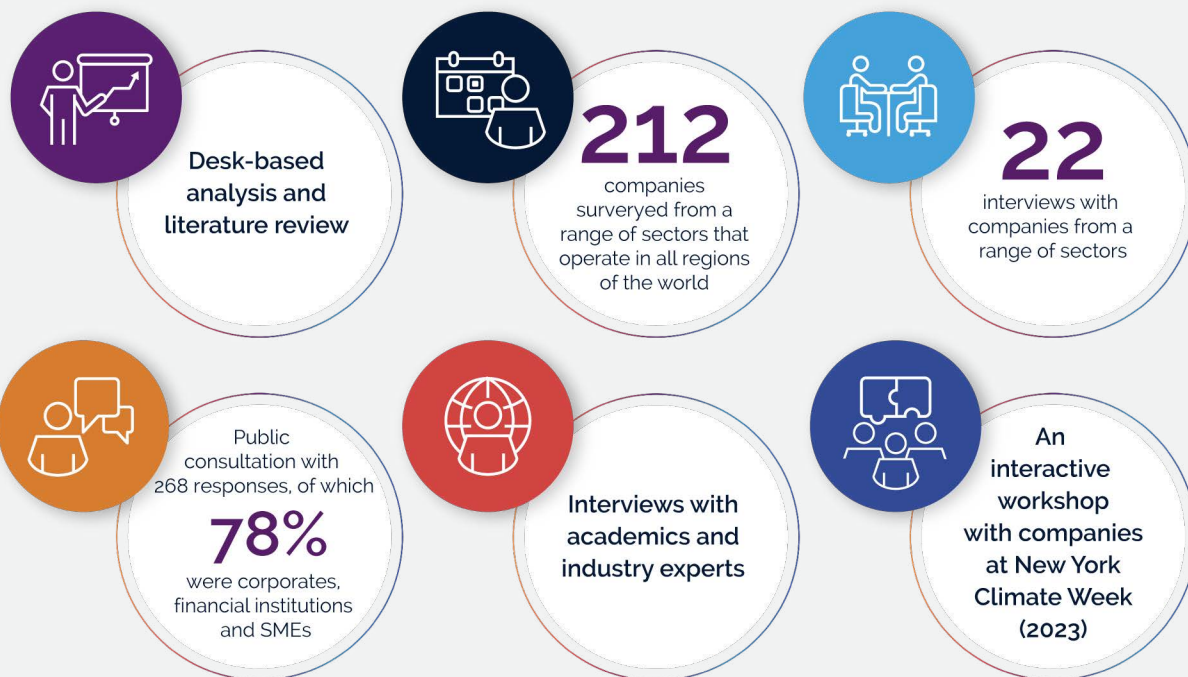 Desk-based
analysis and
literature review
212
companies
surveryed from a
range of sectors that
operate in all regions
of the world
22
interviews with
companies from a
range of sectors
Public
consultation with
268 responses, of which
78%
were corporates,
financial institutions
and SMEs
Interviews with
academics and
industry experts
An
interactive
workshop
with companies
at New York
Climate Week
(2023)